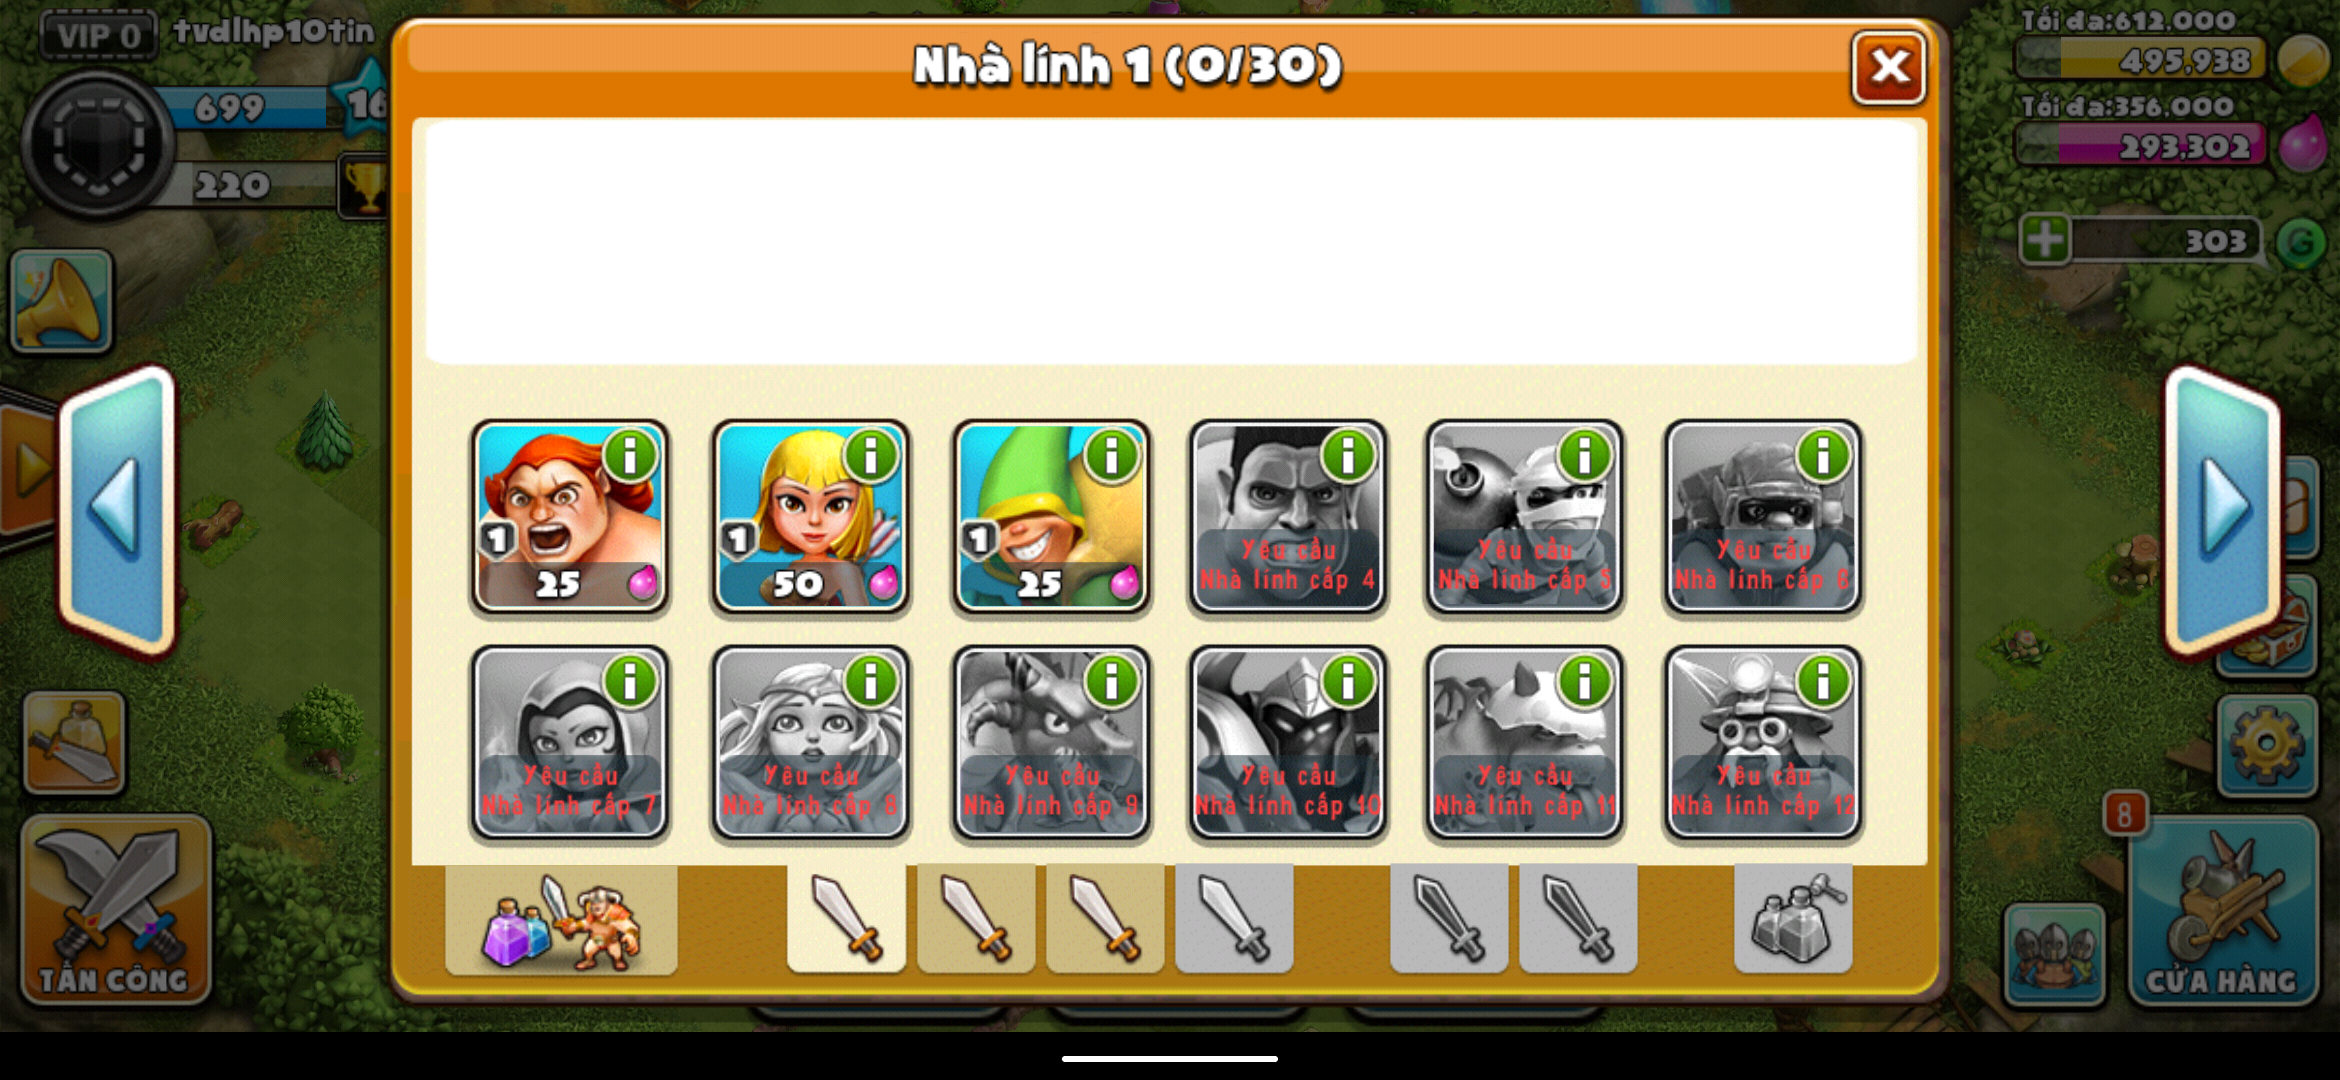 VIP 0
tvdlhp10tin
699
16
220
Nhà lính 1 (0/30)
Tối đa:612.000
495,938
Tối đa:356.000
293,302
303
1
25
1
50
1
25
Yêu cầu
Nhà lính cấp 4
Yêu cầu
Nhà lính cấp 5
Yêu cầu
Nhà lính cấp 6
Yêu cầu
Nhà lính cấp 7
Yêu cầu
Nhà lính cấp 8
Yêu cầu
Nhà lính cấp 9
Yêu cầu
Nhà lính cấp 10
Yêu cầu
Nhà lính cấp 11
Yêu cầu
Nhà lính cấp 12
TẤN CÔNG
8
CỬA HÀNG